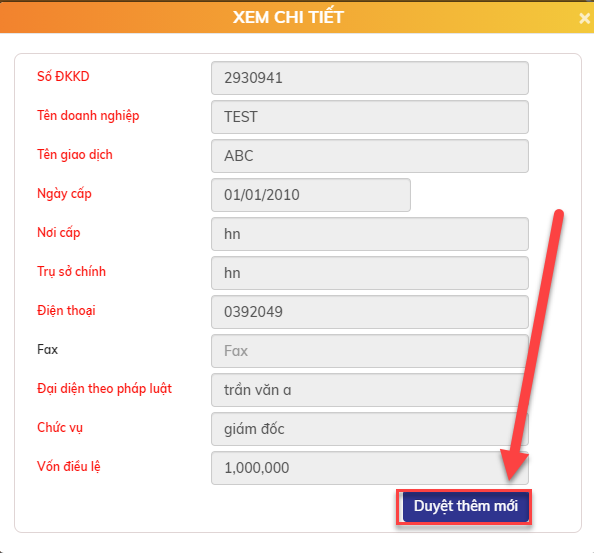 XEM CHI TIẾT ×
Số ĐKKD 2930941
Tên doanh nghiệp TEST
Tên giao dịch ABC
Ngày cấp 01/01/2010
Nơi cấp hn
Trụ sở chính hn
Điện thoại 0392049
Fax Fax
Đại diện theo pháp luật trần văn a
Chức vụ giám đốc
Vốn điều lệ 1,000,000
Duyệt thêm mới